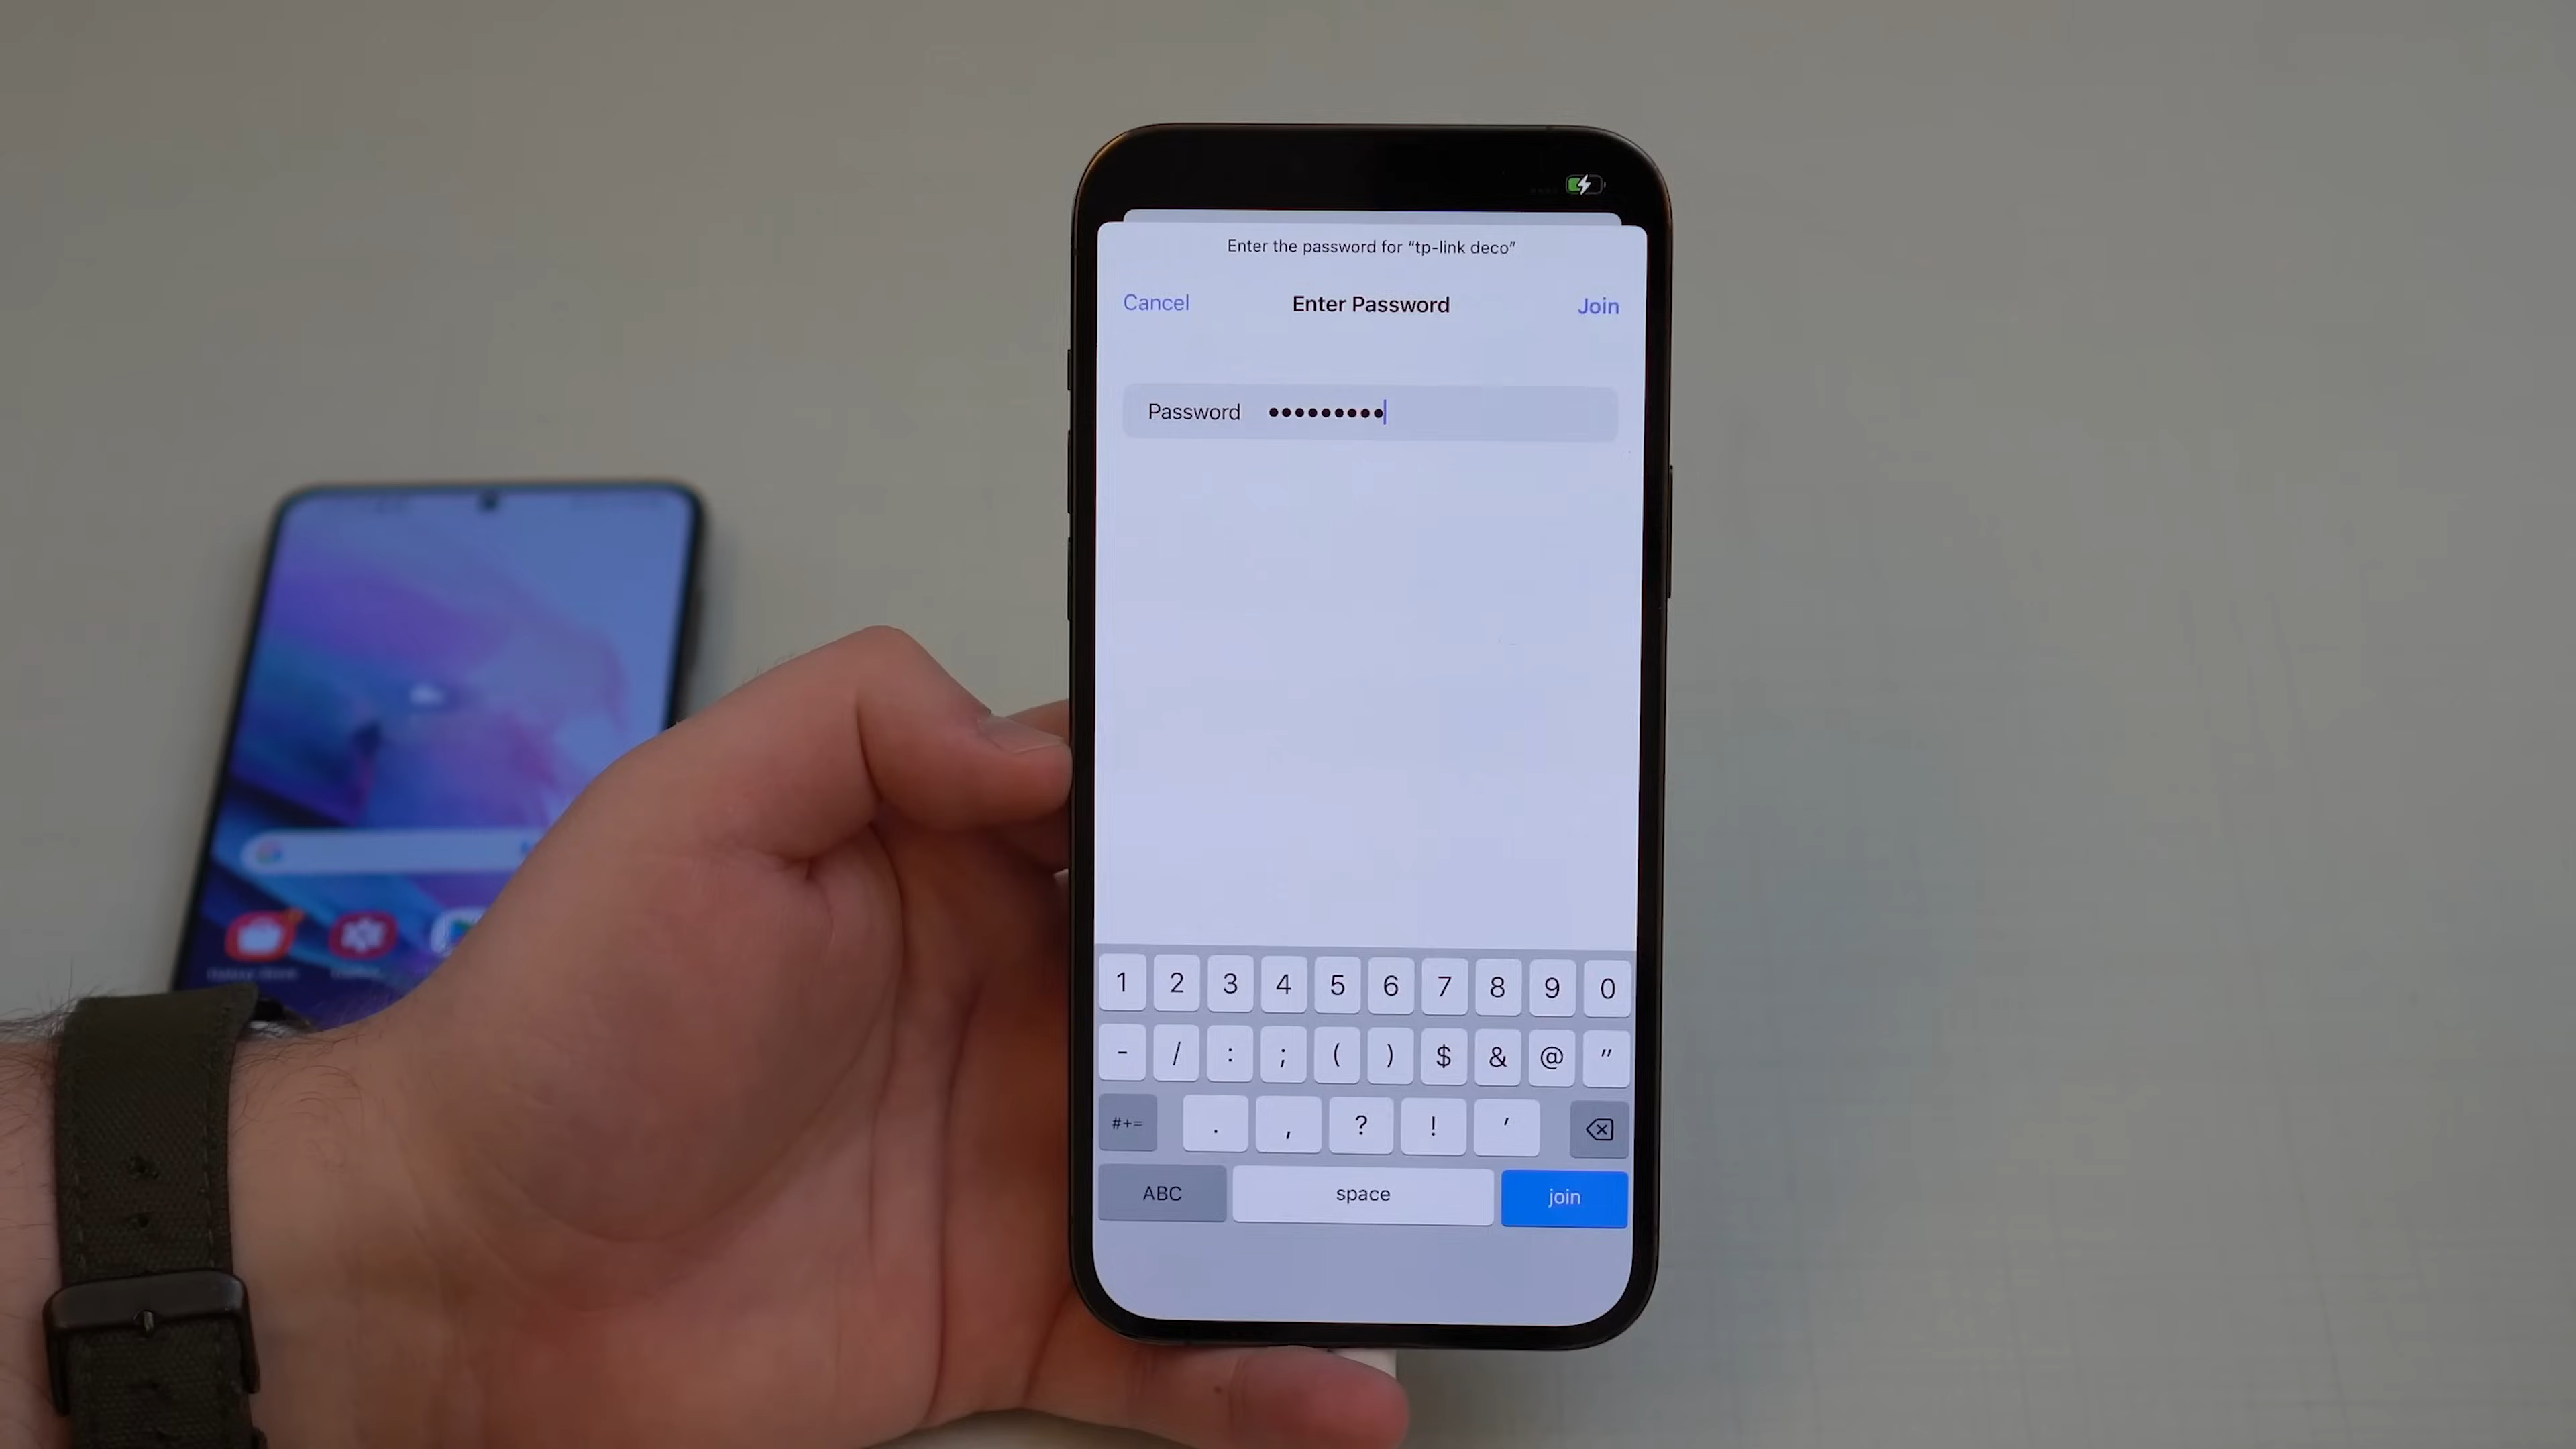 Enter the password for “tp-link deco”
Cancel Enter Password Join
Password •••••••••
1 2 3 4 5 6 7 8 9 0
- / : ; ( ) $ & @ "
#+= . , ? ! '
ABC space join